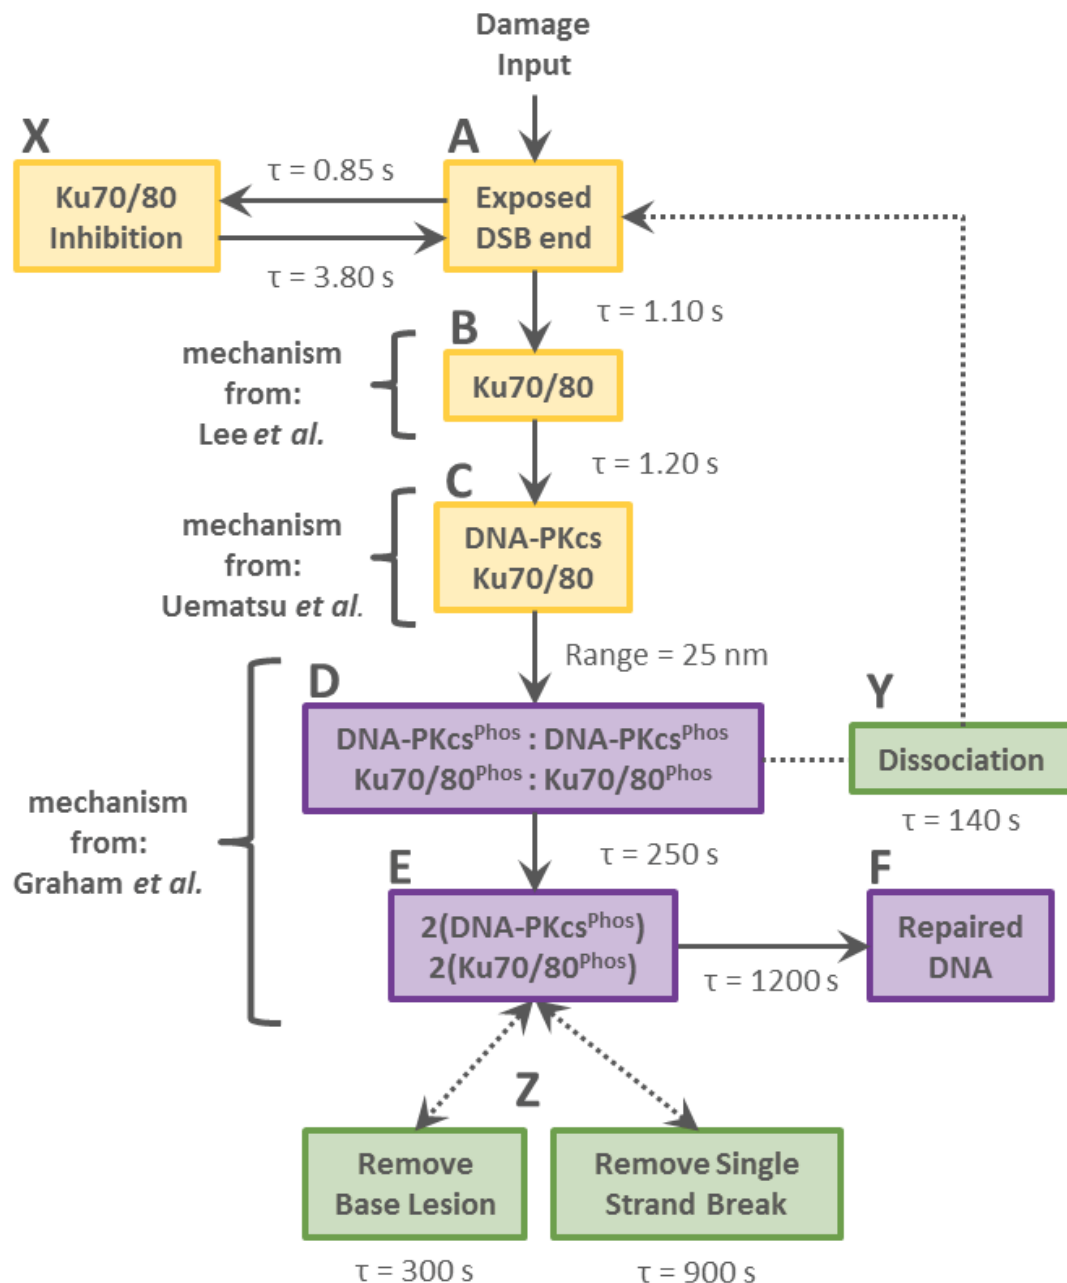 Damage
Input
X
A
τ = 0.85 s
Ku70/80
Inhibition
Exposed
DSB end
τ = 3.80 s
τ = 1.10 s
B
mechanism
from:
Lee et al.
Ku70/80
τ = 1.20 s
C
mechanism
from:
Uematsu et al.
DNA-PKcs
Ku70/80
Range = 25 nm
D
Y
DNA-PKcsᴾʰᵒˢ : DNA-PKcsᴾʰᵒˢ
Ku70/80ᴾʰᵒˢ : Ku70/80ᴾʰᵒˢ
Dissociation
τ = 140 s
mechanism
from:
Graham et al.
τ = 250 s
E
F
2(DNA-PKcsᴾʰᵒˢ)
2(Ku70/80ᴾʰᵒˢ)
Repaired
DNA
τ = 1200 s
Z
Remove
Base Lesion
Remove Single
Strand Break
τ = 300 s
τ = 900 s